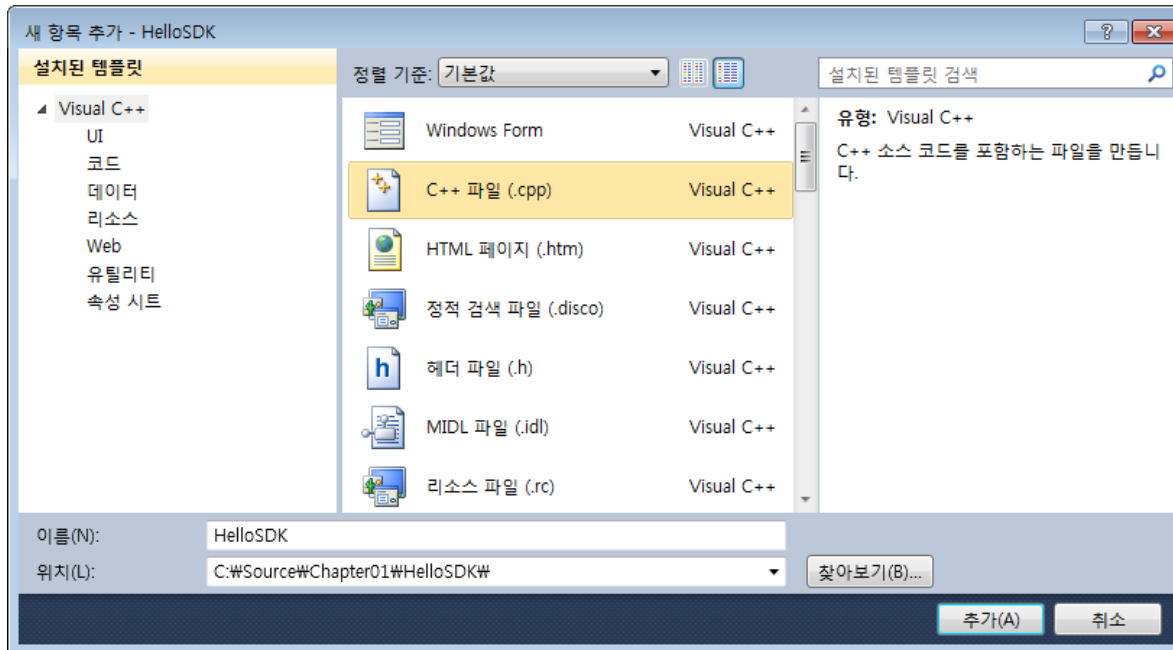 새 항목 추가 - HelloSDK
설치된 템플릿
Visual C++
UI
코드
데이터
리소스
Web
유틸리티
속성 시트
정렬 기준: 기본값
Windows Form Visual C++
C++ 파일 (.cpp) Visual C++
HTML 페이지 (.htm) Visual C++
정적 검색 파일 (.disco) Visual C++
헤더 파일 (.h) Visual C++
MIDL 파일 (.idl) Visual C++
리소스 파일 (.rc) Visual C++
설치된 템플릿 검색
유형: Visual C++
C++ 소스 코드를 포함하는 파일을 만듭니
다.
이름(N): HelloSDK
위치(L): C:₩Source₩Chapter01₩HelloSDK₩
찾아보기(B)...
추가(A) 취소